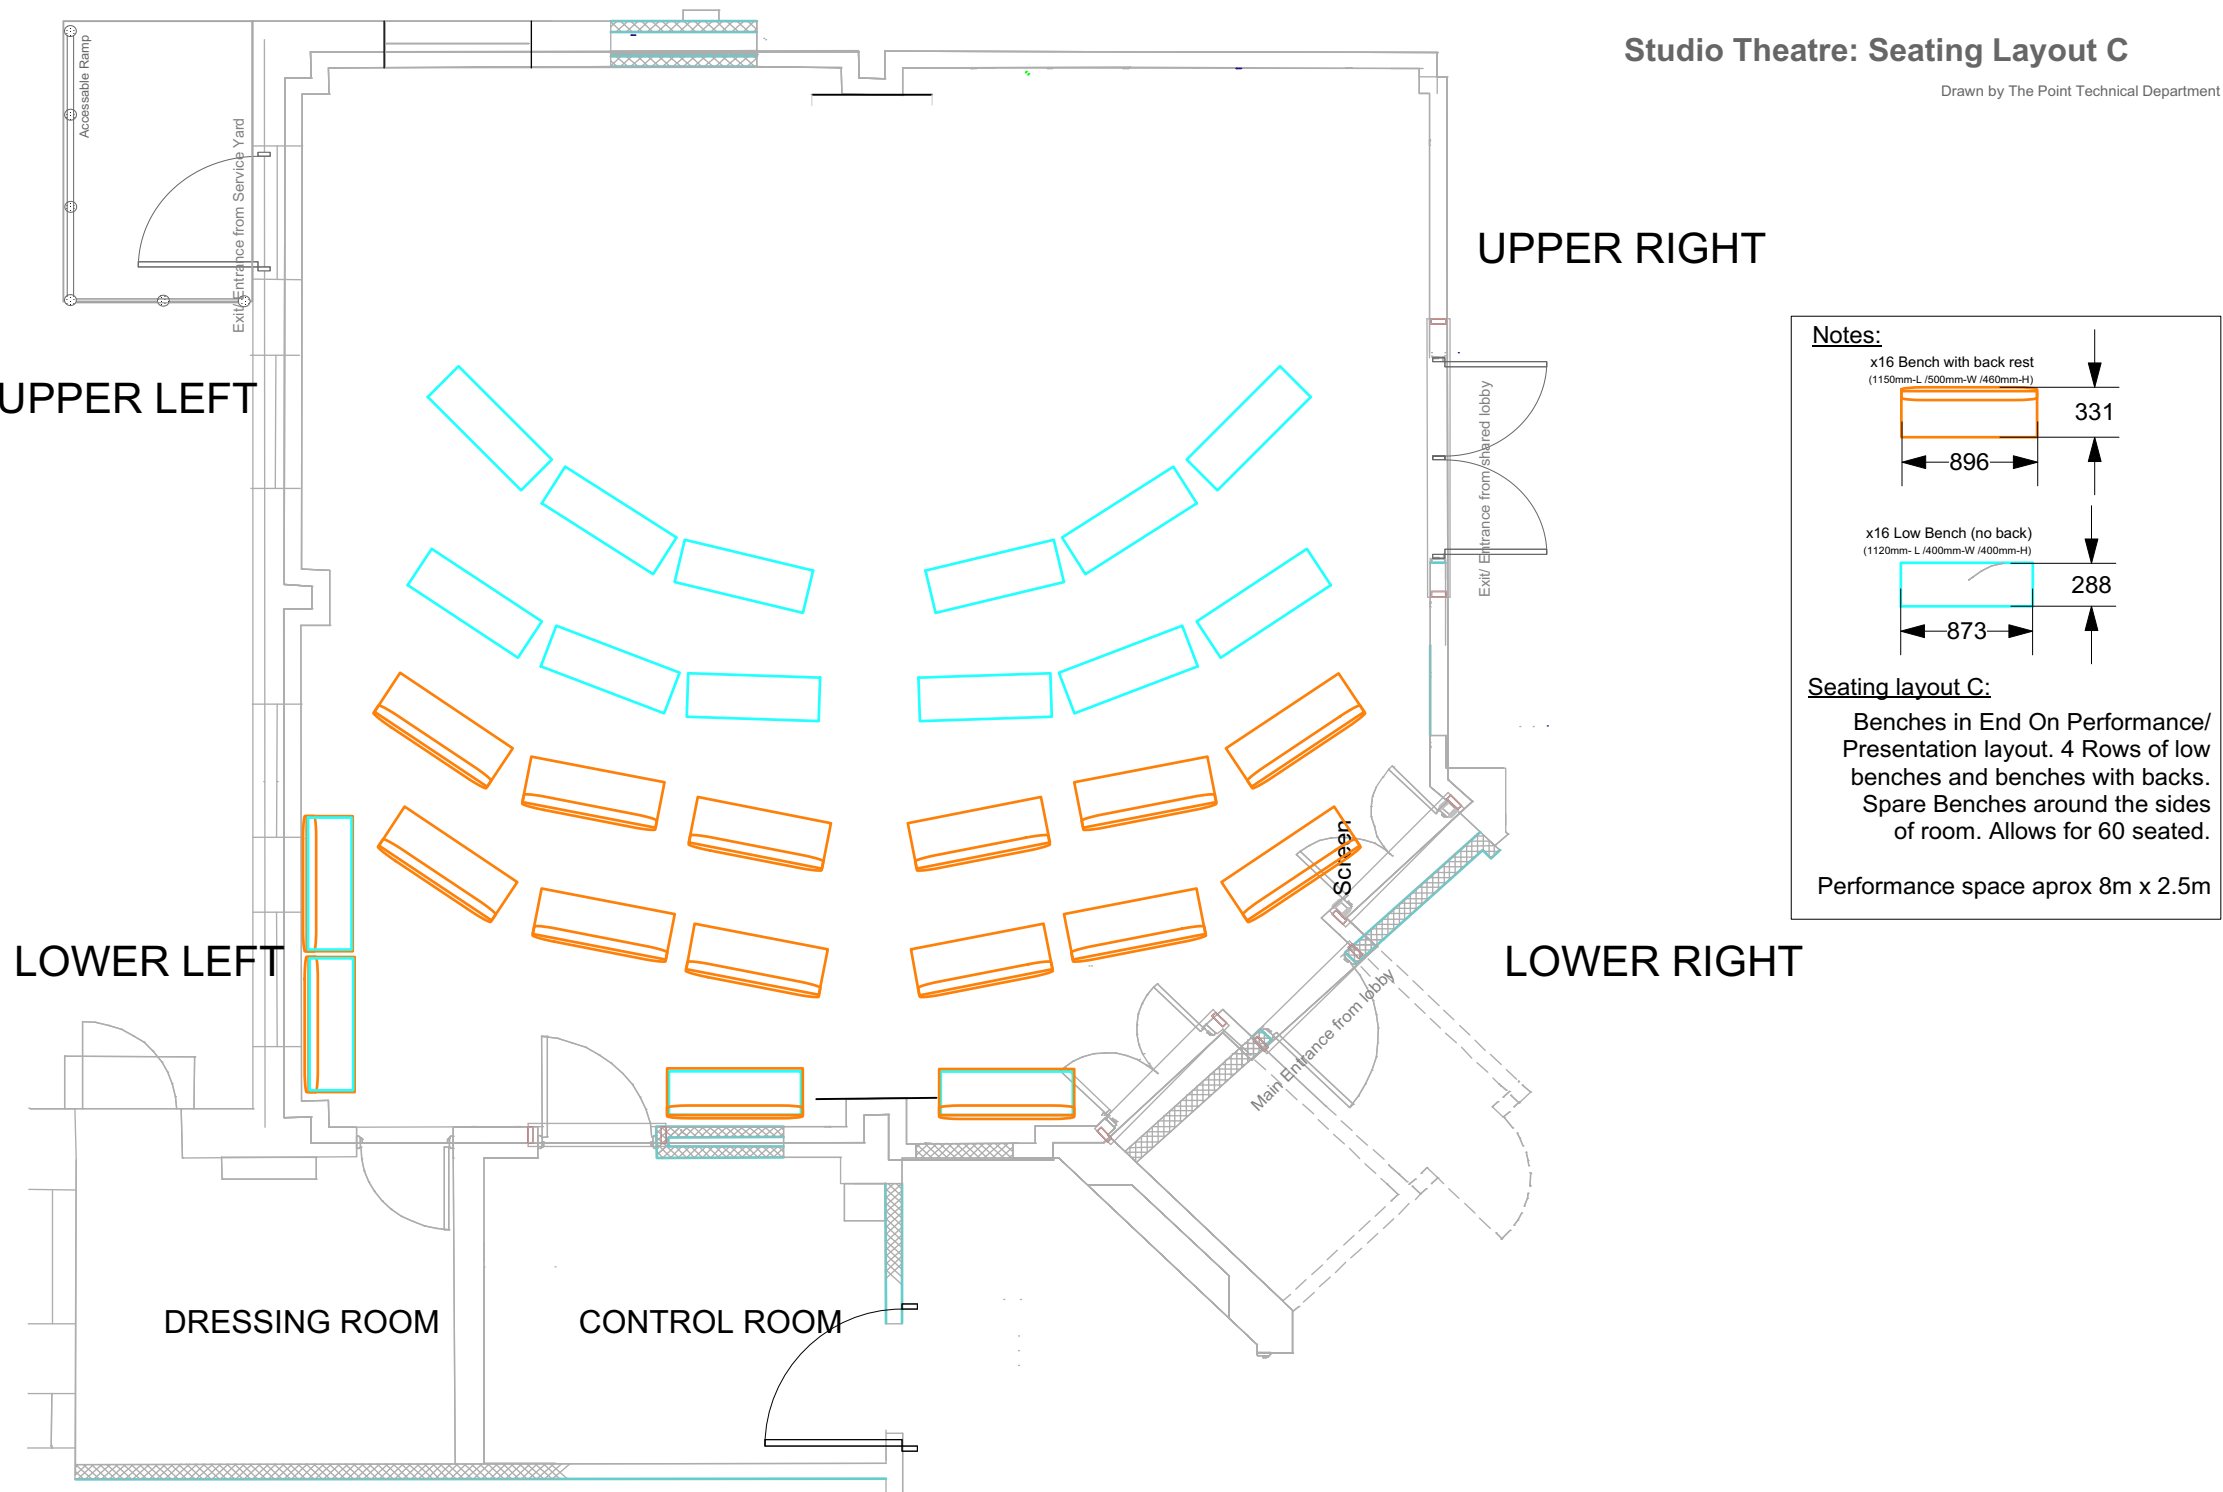 Studio Theatre: Seating Layout C
Drawn by The Point Technical Department
Accessable Ramp
Exit/ Entrance from Service Yard
UPPER RIGHT
UPPER LEFT
Exit/ Entrance from shared lobby
Notes:
x16 Bench with back rest
(1150mm-L /500mm-W /460mm-H)
331
896
x16 Low Bench (no back)
(1120mm- L /400mm-W /400mm-H)
288
873
Seating layout C:
Benches in End On Performance/
Presentation layout. 4 Rows of low
benches and benches with backs.
Spare Benches around the sides
of room. Allows for 60 seated.
Performance space aprox 8m x 2.5m
Screen
LOWER LEFT
LOWER RIGHT
Main Entrance from lobby
DRESSING ROOM
CONTROL ROOM